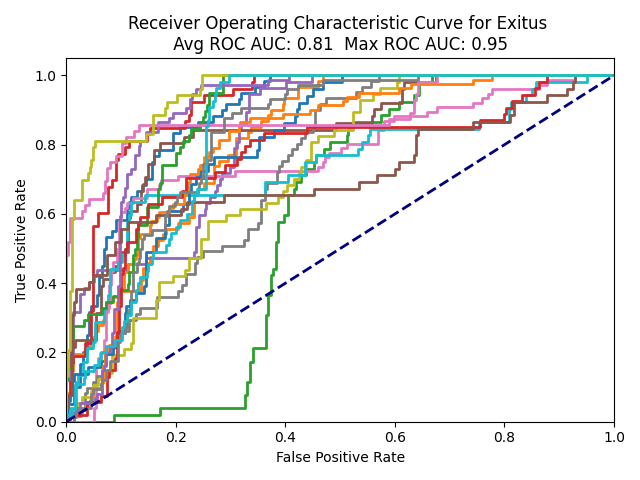 Receiver Operating Characteristic Curve for Exitus
Avg ROC AUC: 0.81  Max ROC AUC: 0.95
True Positive Rate
1.0
0.8
0.6
0.4
0.2
0.0
0.0 0.2 0.4 0.6 0.8 1.0
False Positive Rate